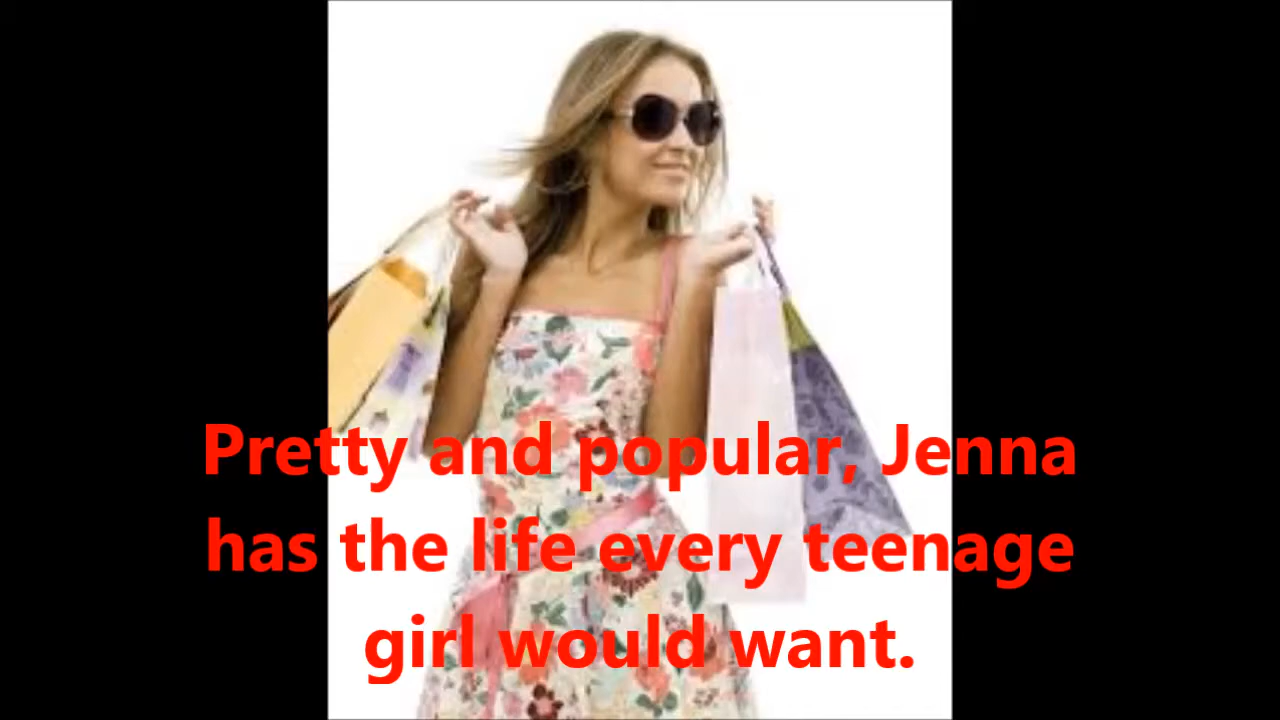 Pretty and popular, Jenna
has the life every teenage
girl would want.